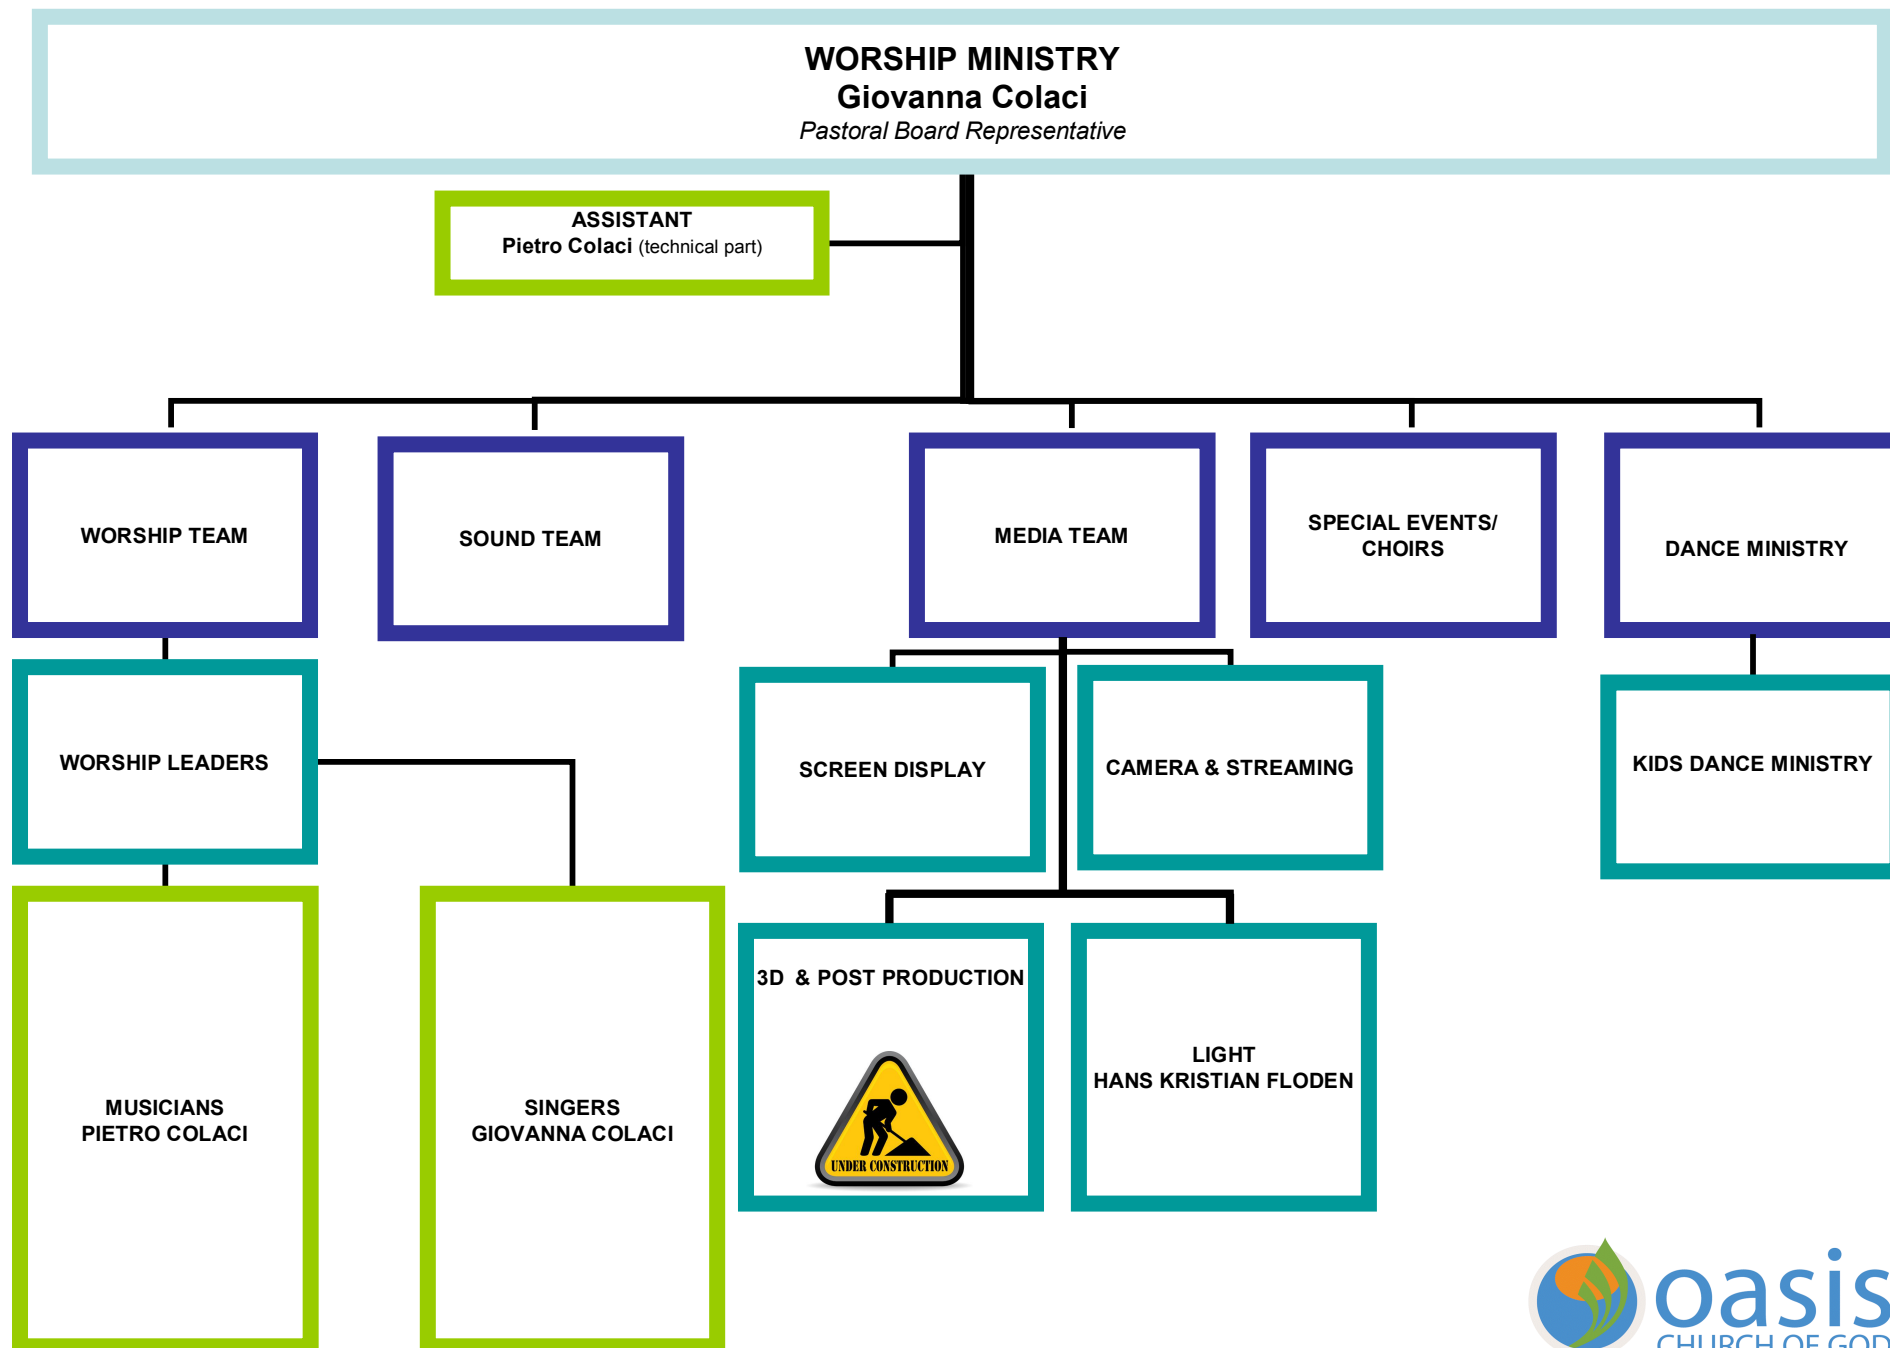 WORSHIP MINISTRY
Giovanna Colaci
Pastoral Board Representative
ASSISTANT
Pietro Colaci (technical part)
WORSHIP TEAM
SOUND TEAM
MEDIA TEAM
SPECIAL EVENTS/
CHOIRS
DANCE MINISTRY
WORSHIP LEADERS
SCREEN DISPLAY
CAMERA & STREAMING
KIDS DANCE MINISTRY
MUSICIANS
PIETRO COLACI
SINGERS
GIOVANNA COLACI
3D & POST PRODUCTION
UNDER CONSTRUCTION
LIGHT
HANS KRISTIAN FLODEN
oasis
CHURCH OF GOD